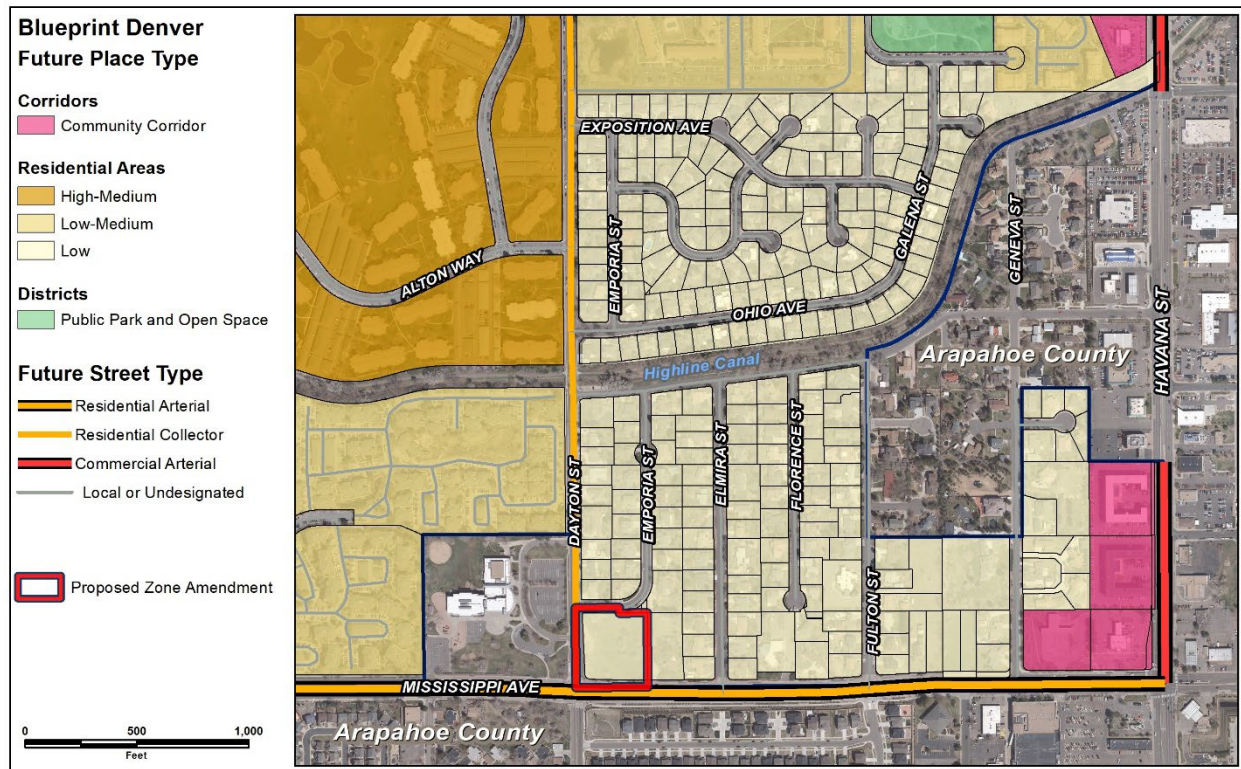 Blueprint Denver
Future Place Type
Corridors
Community Corridor
Residential Areas
High-Medium
Low-Medium
Low
Districts
Public Park and Open Space
Future Street Type
Residential Arterial
Residential Collector
Commercial Arterial
Local or Undesignated
Proposed Zone Amendment
0 500 1,000
Feet
EXPOSITION AVE
EMPORIA ST
GALENA ST
GENEVA ST
ALTON WAY
OHIO AVE
Highline Canal
Arapahoe County
HAVANA ST
DAYTON ST
EMPORIA ST
ELMIRA ST
FLORENCE ST
FULTON ST
MISSISSIPPI AVE
Arapahoe County